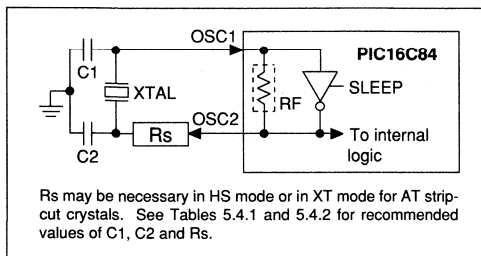 OSC1
PIC16C84
C1
XTAL
RF
SLEEP
OSC2
Rs
C2
To internal
logic
Rs may be necessary in HS mode or in XT mode for AT strip-
cut crystals. See Tables 5.4.1 and 5.4.2 for recommended
values of C1, C2 and Rs.